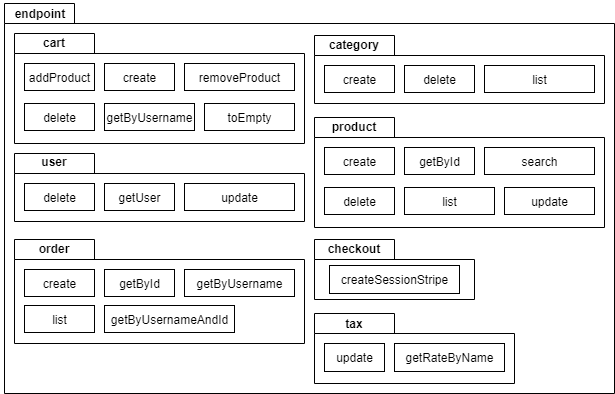 endpoint
cart
addProduct create removeProduct
delete getByUsername toEmpty
user
delete getUser update
order
create getById getByUsername
list getByUsernameAndId
category
create delete list
product
create getById search
delete list update
checkout
createSessionStripe
tax
update getRateByName